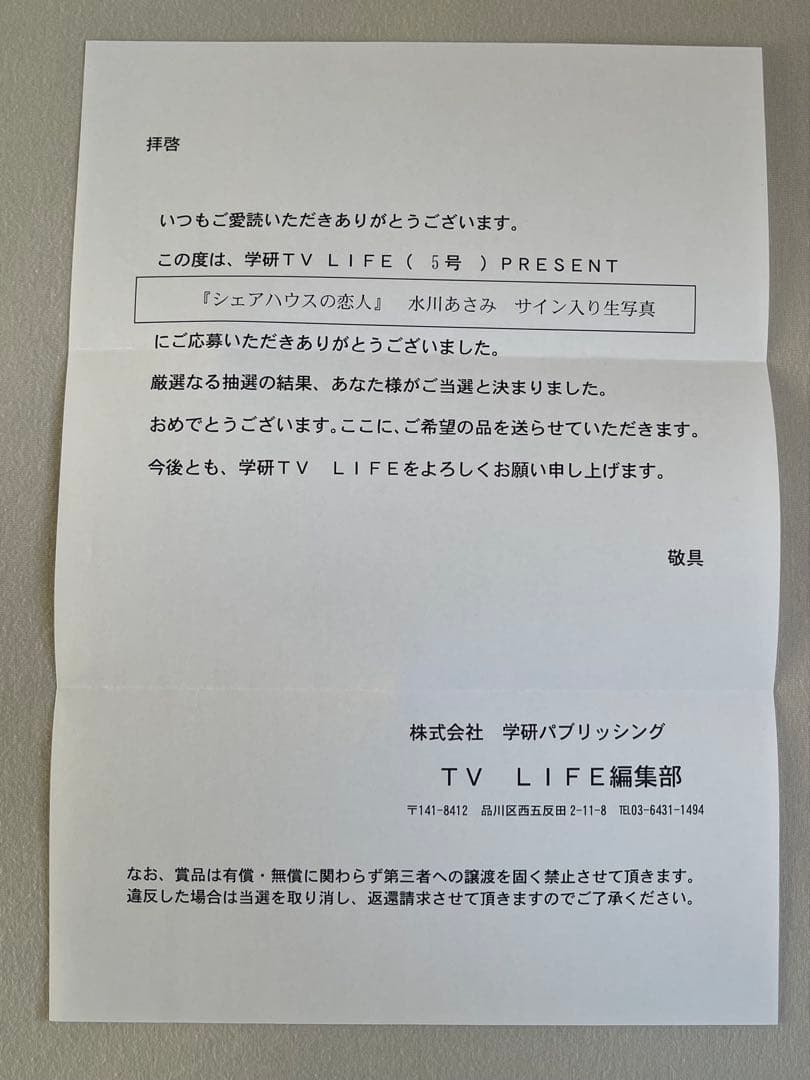 拝啓
いつもご愛読いただきありがとうございます。
この度は、学研TV LIFE( 5号 )PRESENT
『シェアハウスの恋人』 水川あさみ サイン入り生写真
にご応募いただきありがとうございました。
厳選なる抽選の結果、あなた様がご当選と決まりました。
おめでとうございます。ここに、ご希望の品を送らせていただきます。
今後とも、学研TV LIFEをよろしくお願い申し上げます。
敬具
株式会社 学研パブリッシング
TV LIFE編集部
〒141-8412 品川区西五反田2-11-8 ℡03-6431-1494
なお、賞品は有償・無償に関わらず第三者への譲渡を固く禁止させて頂きます。
違反した場合は当選を取り消し、返還請求させて頂きますのでご了承ください。